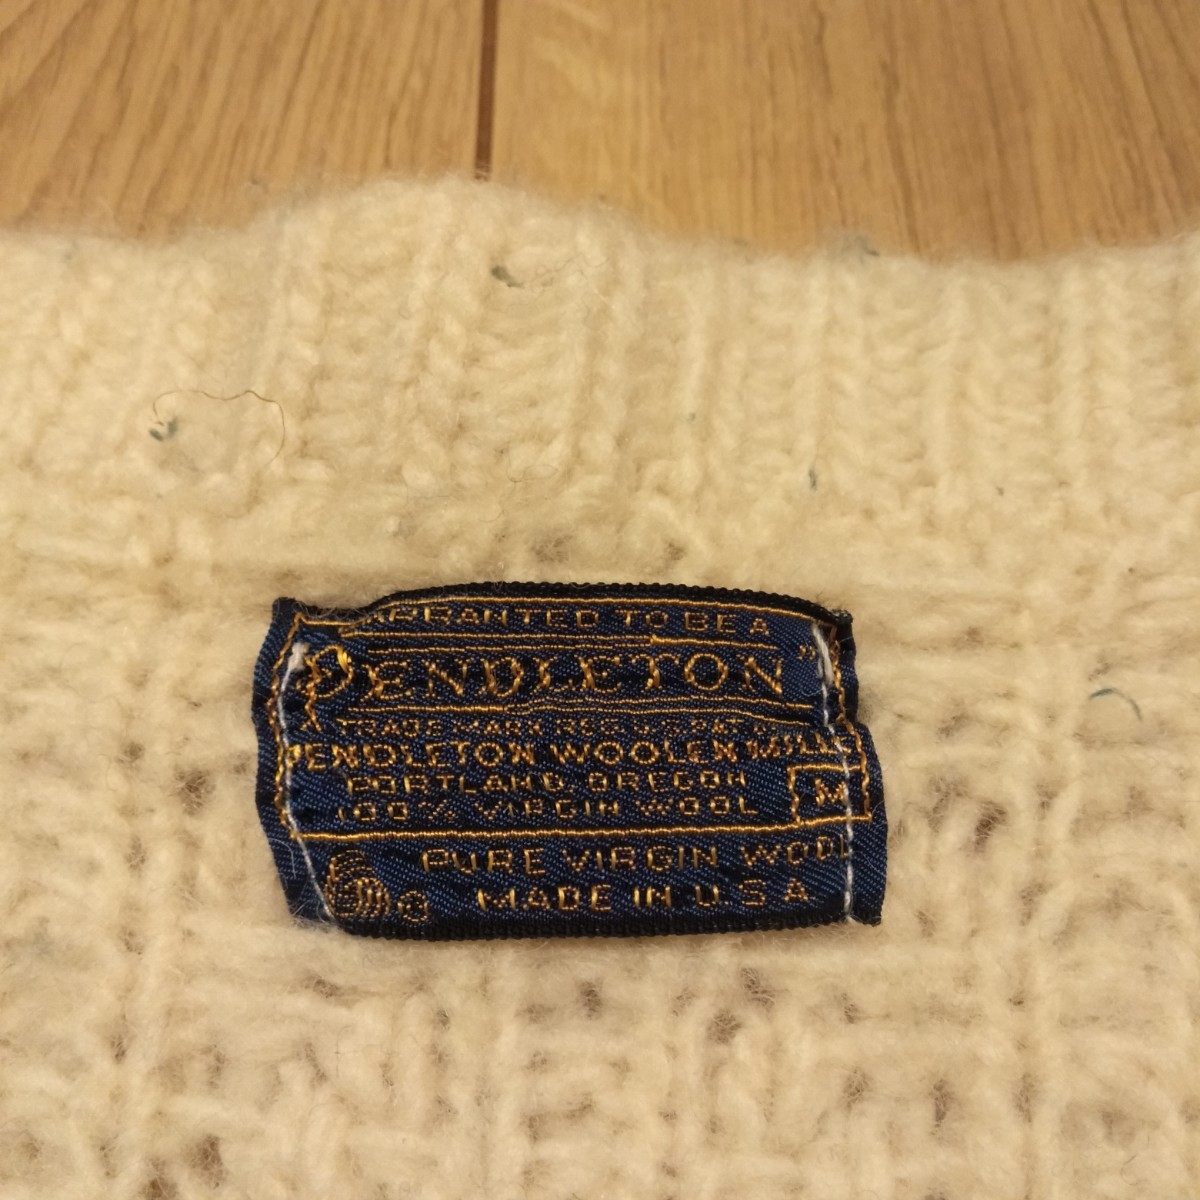 WARRANTED TO BE A
"PENDLETON"
TRADE MARK REG. U.S. PAT.
PENDLETON WOOLEN MILLS
PORTLAND, OREGON
100% VIRGIN WOOL
M
PURE VIRGIN WOOL
MADE IN U S A